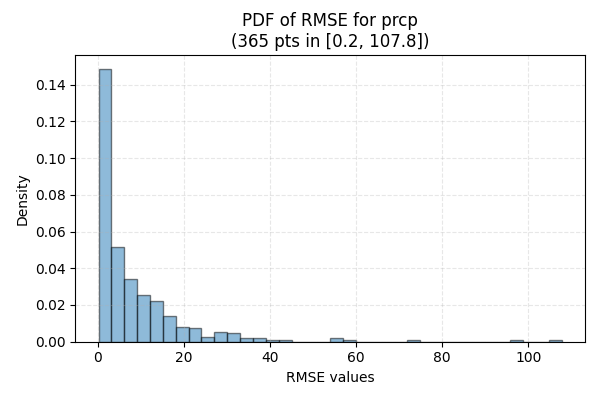 PDF of RMSE for prcp
(365 pts in [0.2, 107.8])
0.14
0.12
0.10
0.08
0.06
0.04
0.02
0.00
Density
0 20 40 60 80 100
RMSE values